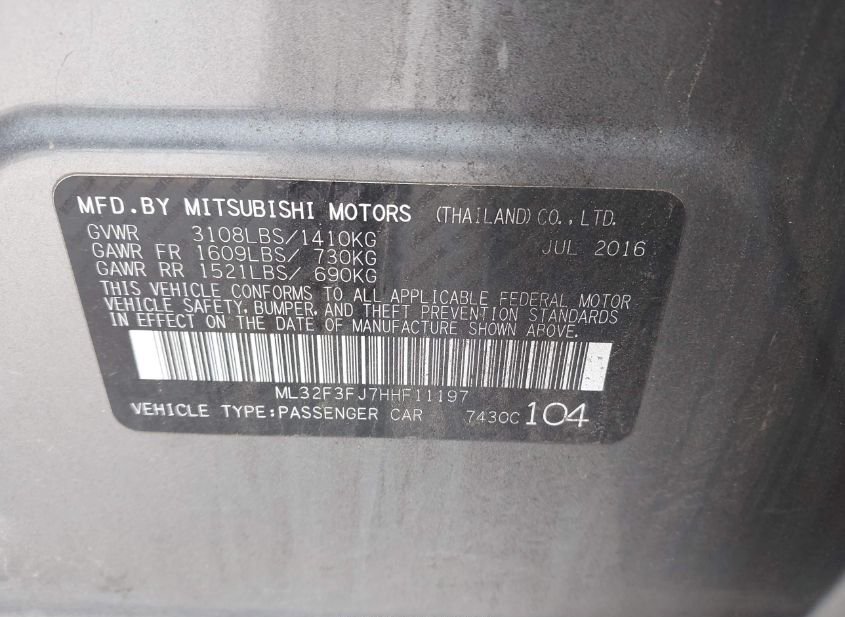 MFD.BY MITSUBISHI MOTORS (THAILAND) CO., LTD.
GVWR 3108LBS/1410KG JUL 2016
GAWR FR 1609LBS/ 730KG
GAWR RR 1521LBS/ 690KG
THIS VEHICLE CONFORMS TO ALL APPLICABLE FEDERAL MOTOR
VEHICLE SAFETY, BUMPER, AND THEFT PREVENTION STANDARDS
IN EFFECT ON THE DATE OF MANUFACTURE SHOWN ABOVE.
ML32F3FJ7HHF11197
VEHICLE TYPE:PASSENGER CAR 7430C 104